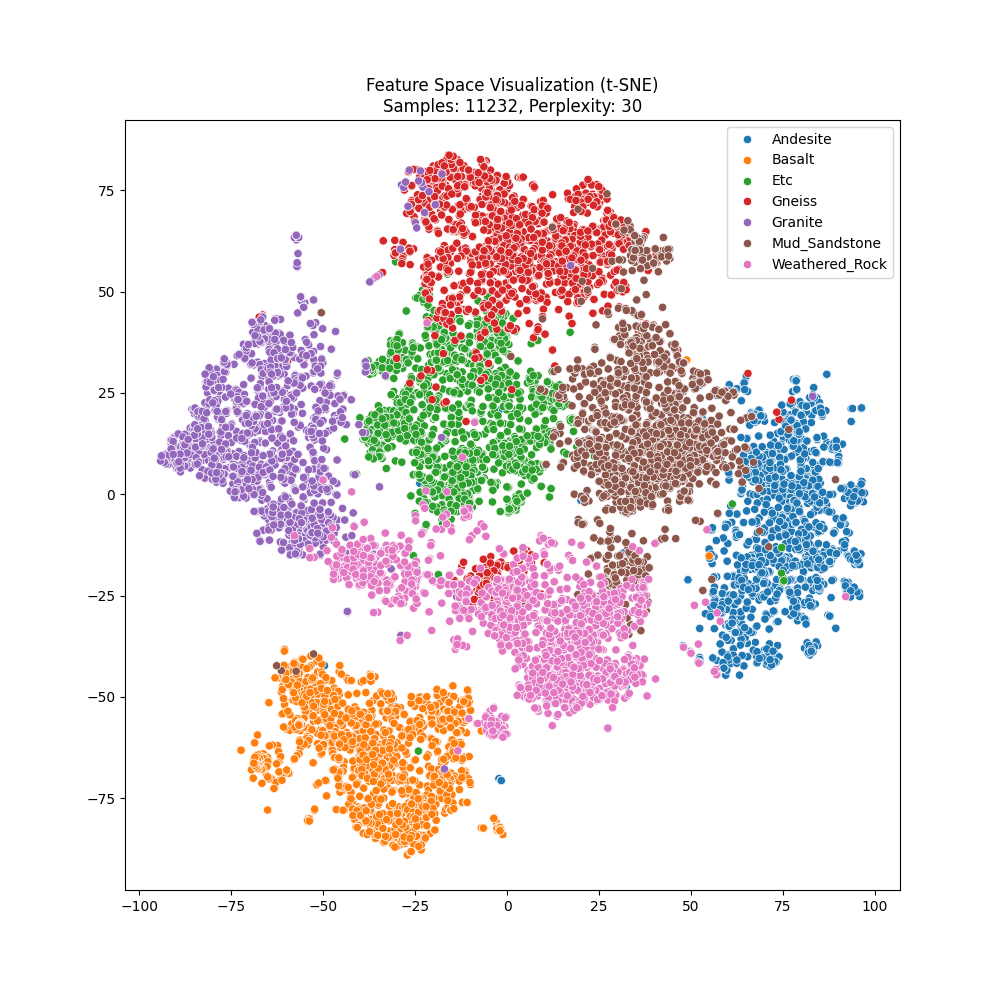 Feature Space Visualization (t-SNE)
Samples: 11232, Perplexity: 30
Andesite
Basalt
Etc
Gneiss
Granite
Mud_Sandstone
Weathered_Rock
75
50
25
0
−25
−50
−75
−100
−75
−50
−25
0
25
50
75
100